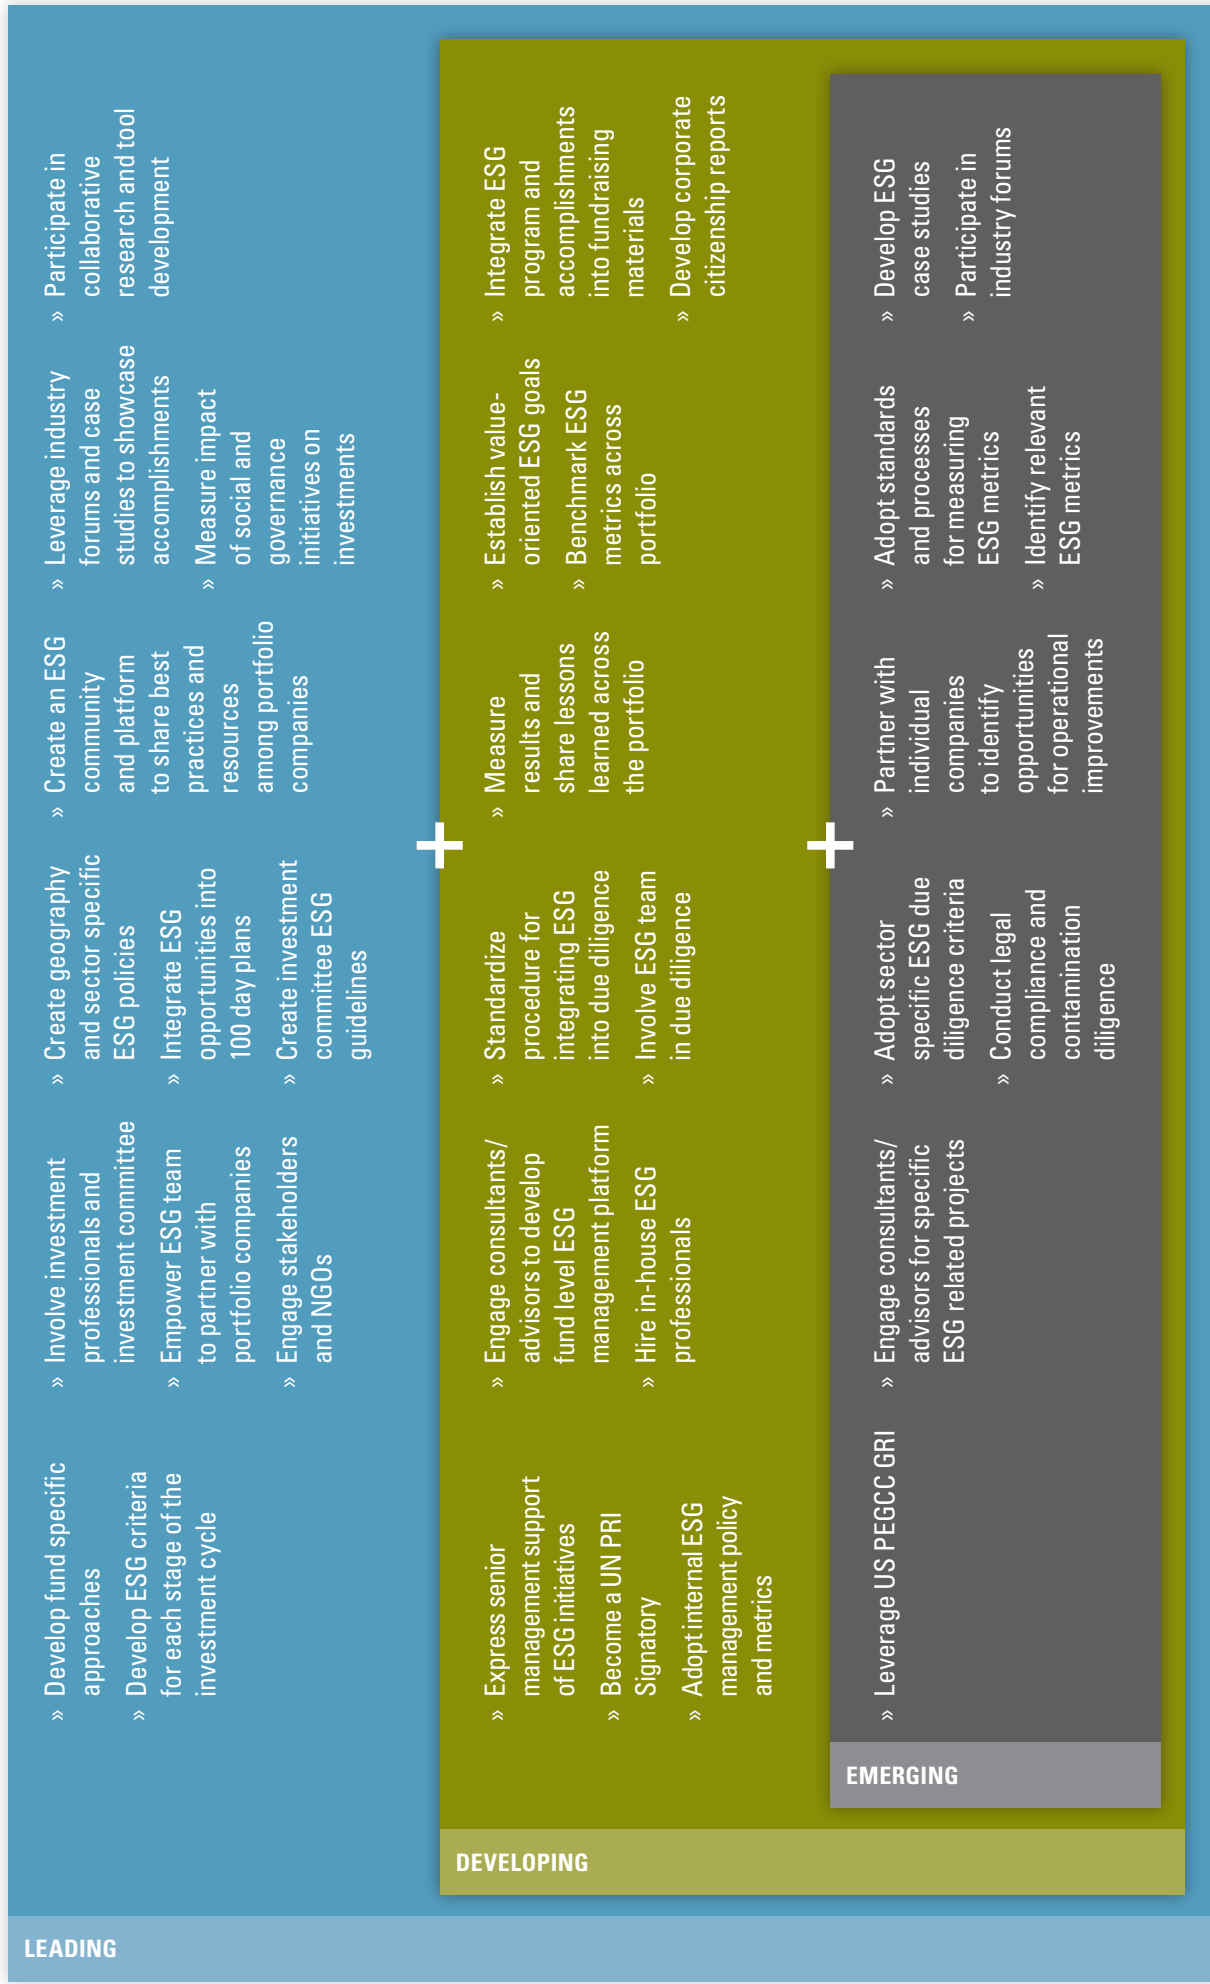 LEADING
» Develop fund specific
approaches
» Develop ESG criteria
for each stage of the
investment cycle
» Involve investment
professionals and
investment committee
» Empower ESG team
to partner with
portfolio companies
» Engage stakeholders
and NGOs
» Create geography
and sector specific
ESG policies
» Integrate ESG
opportunities into
100 day plans
» Create investment
committee ESG
guidelines
» Create an ESG
community
and platform
to share best
practices and
resources
among portfolio
companies
» Leverage industry
forums and case
studies to showcase
accomplishments
» Measure impact
of social and
governance
initiatives on
investments
» Participate in
collaborative
research and tool
development
+
DEVELOPING
» Express senior
management support
of ESG initiatives
» Become a UN PRI
Signatory
» Adopt internal ESG
management policy
and metrics
» Engage consultants/
advisors to develop
fund level ESG
management platform
» Hire in-house ESG
professionals
» Standardize
procedure for
integrating ESG
into due diligence
» Involve ESG team
in due diligence
» Measure
results and
share lessons
learned across
the portfolio
» Establish value-
oriented ESG goals
» Benchmark ESG
metrics across
portfolio
» Integrate ESG
program and
accomplishments
into fundraising
materials
» Develop corporate
citizenship reports
+
EMERGING
» Leverage US PEGCC GRI
» Engage consultants/
advisors for specific
ESG related projects
» Adopt sector
specific ESG due
diligence criteria
» Conduct legal
compliance and
contamination
diligence
» Partner with
individual
companies
to identify
opportunities
for operational
improvements
» Adopt standards
and processes
for measuring
ESG metrics
» Identify relevant
ESG metrics
» Develop ESG
case studies
» Participate in
industry forums